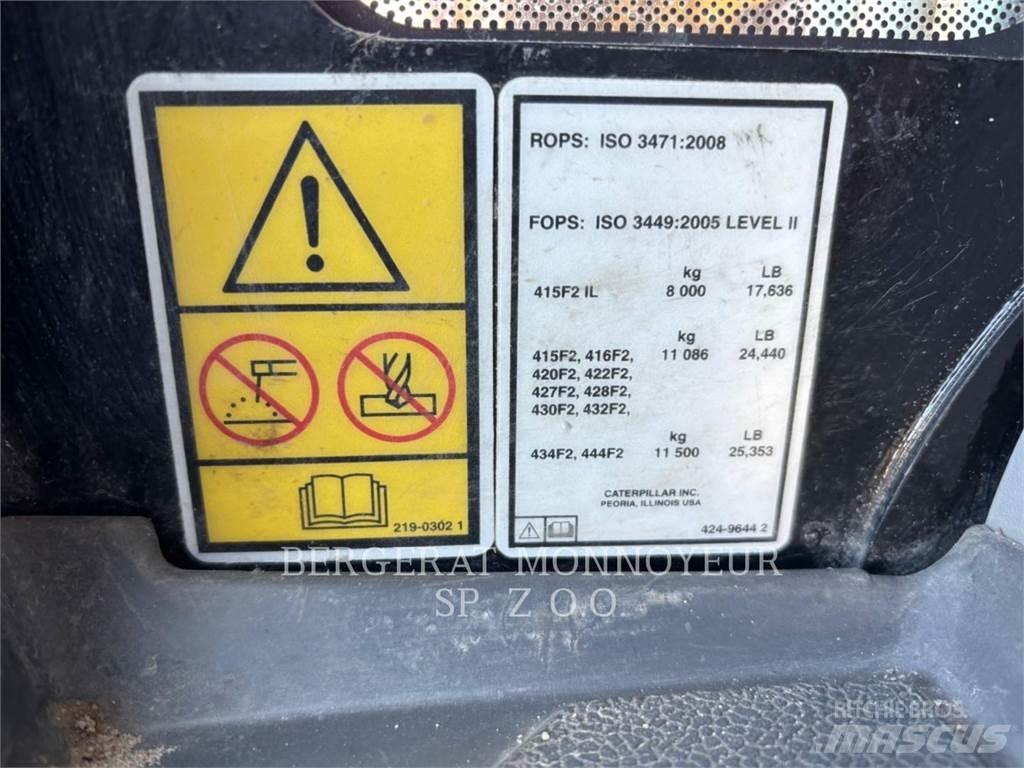 219-0302 1
ROPS: ISO 3471:2008
FOPS: ISO 3449:2005 LEVEL II
kg LB
415F2 IL 8 000 17,636
kg LB
415F2, 416F2, 11 086 24,440
420F2, 422F2,
427F2, 428F2,
430F2, 432F2,
kg LB
434F2, 444F2 11 500 25,353
CATERPILLAR INC.
PEORIA, ILLINOIS USA
424-9644 2
BERGERAT MONNOYEUR
SP. Z O O
RITCHIE BROS.
MASCUS